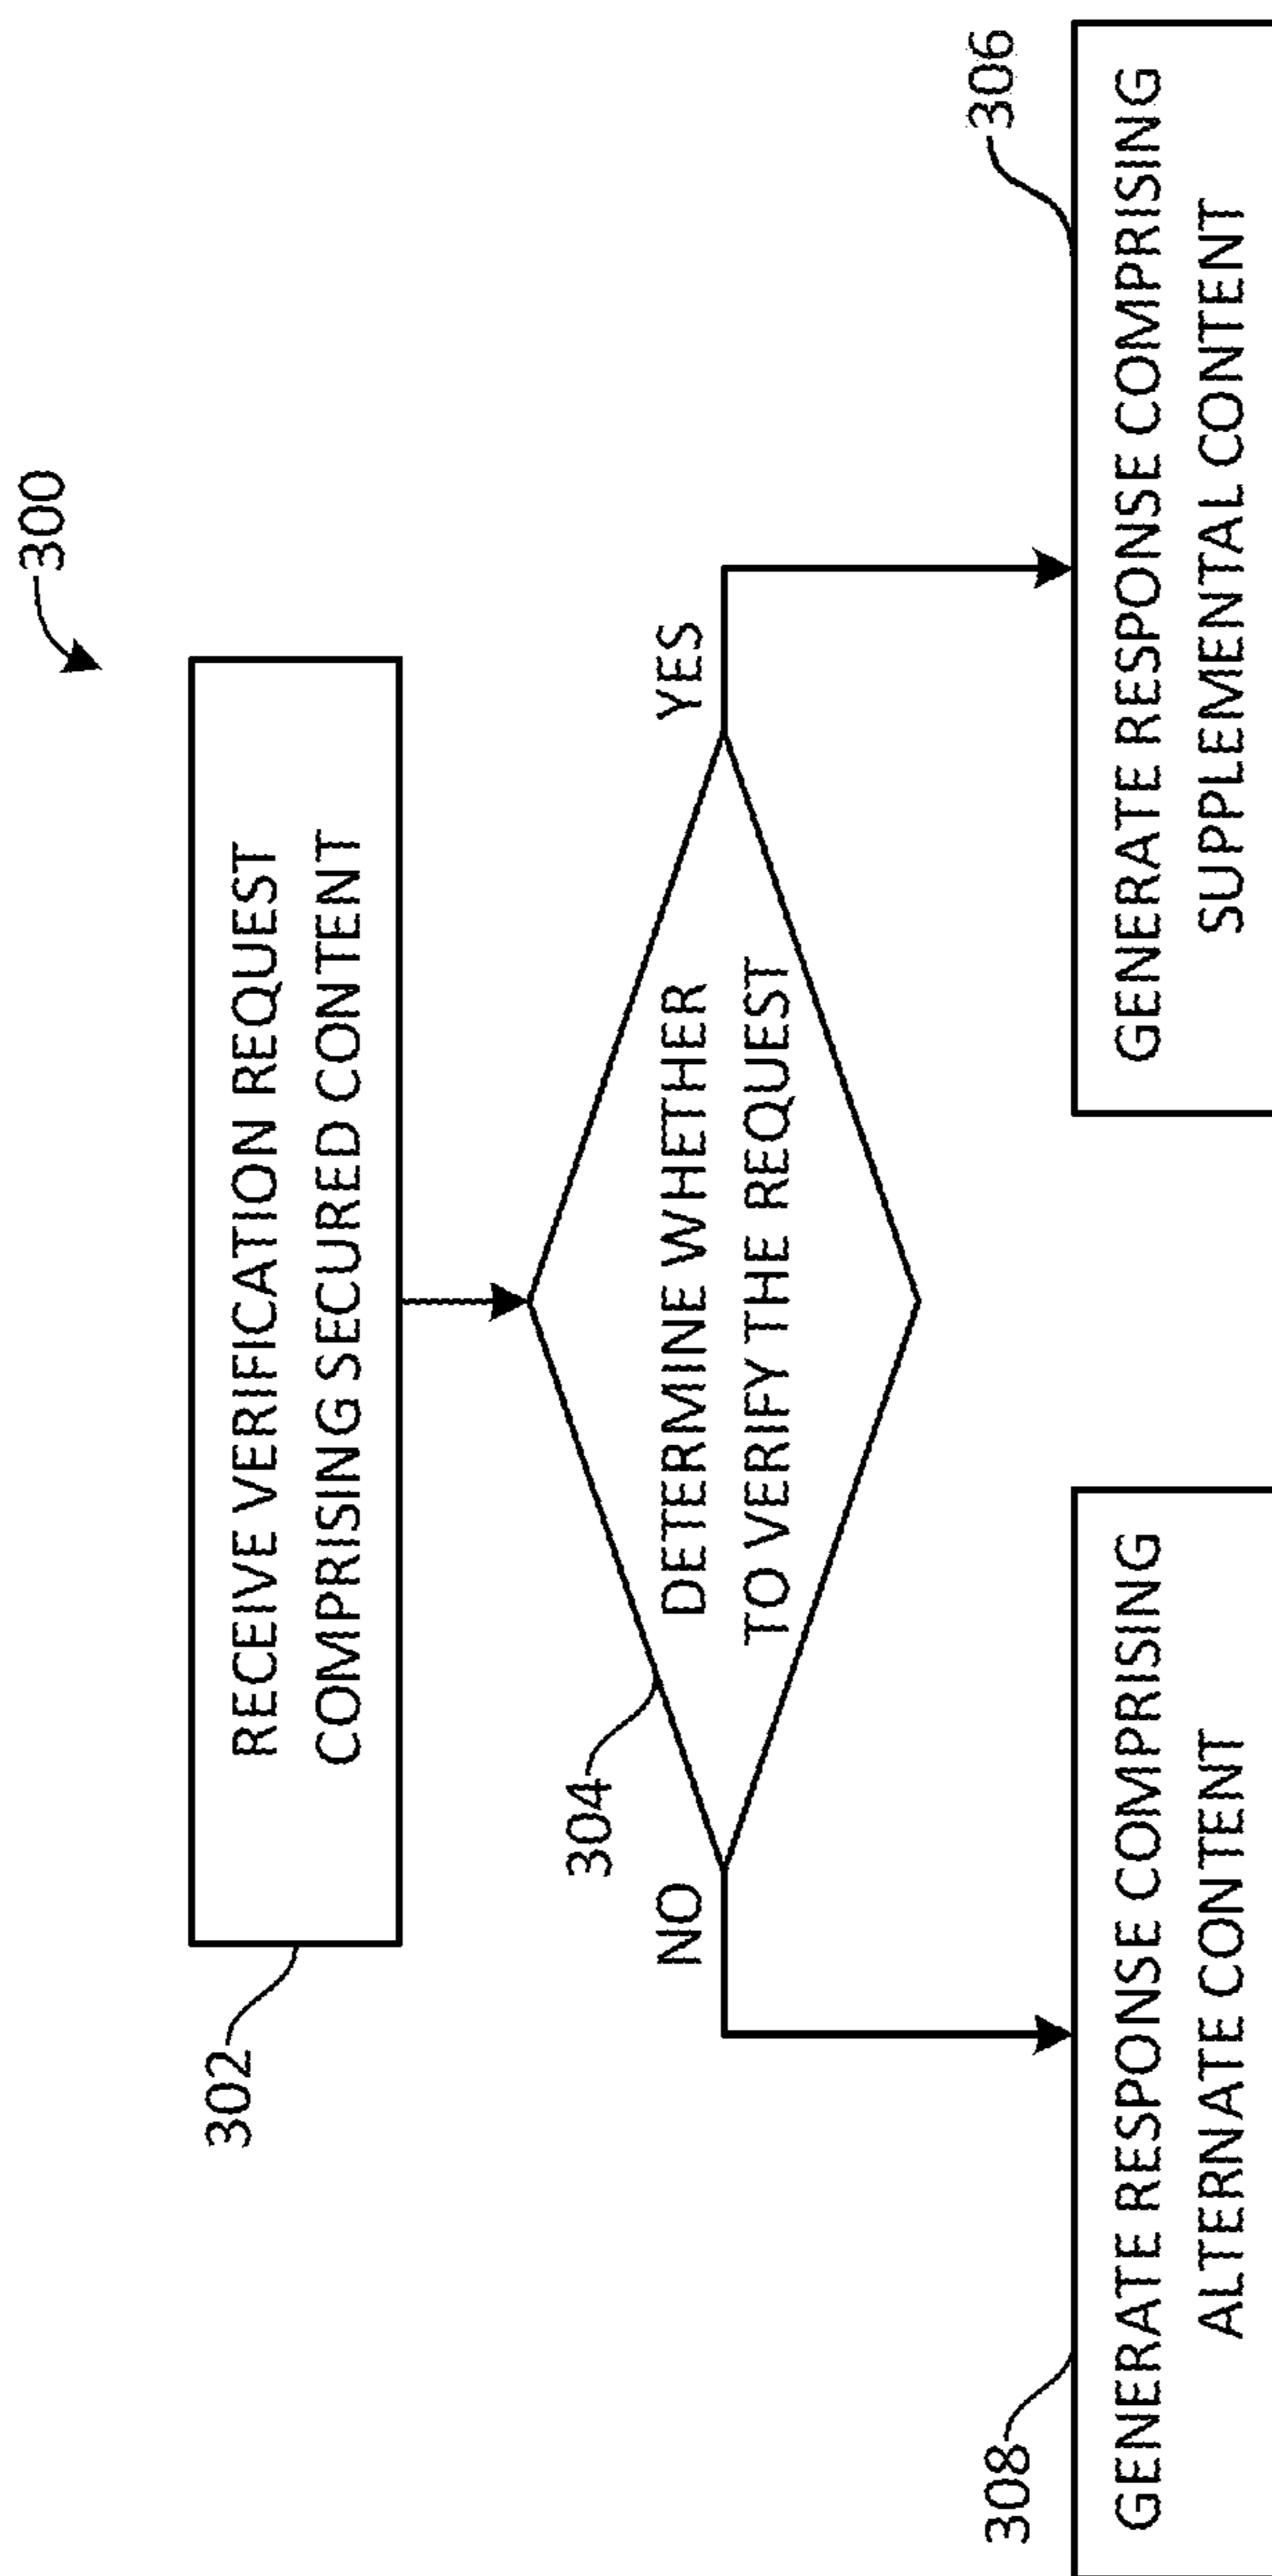 300
302
RECEIVE VERIFICATION REQUEST
COMPRISING SECURED CONTENT
304
NO
YES
DETERMINE WHETHER
TO VERIFY THE REQUEST
308
306
GENERATE RESPONSE COMPRISING
ALTERNATE CONTENT
GENERATE RESPONSE COMPRISING
SUPPLEMENTAL CONTENT